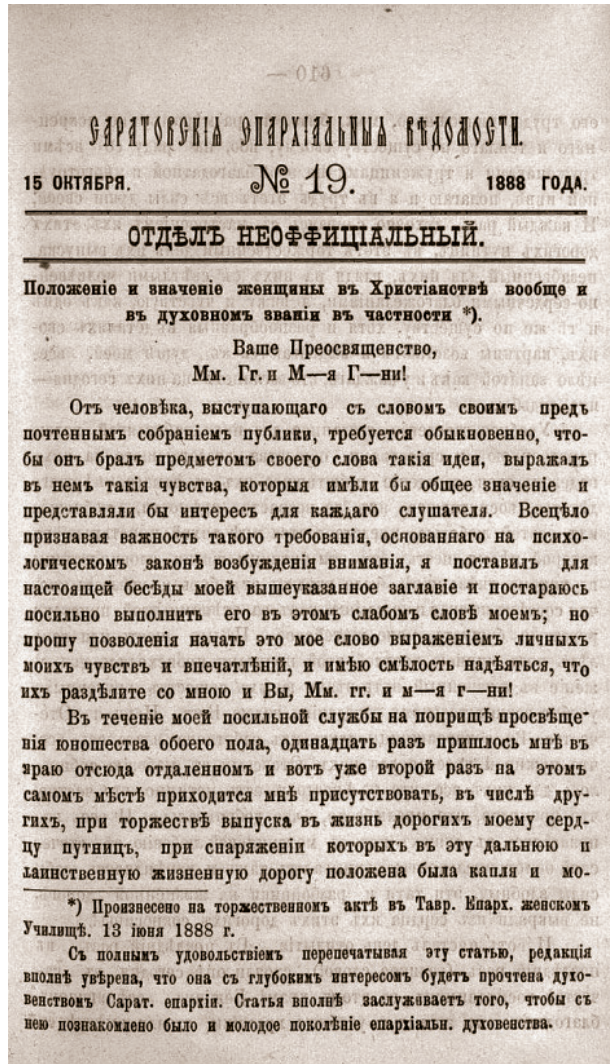 САРАТОВСКІЯ ЕПАРХІАЛЬНЫЯ ВѢДОМОСТИ.
15 ОКТЯБРЯ. № 19. 1888 ГОДА.
ОТДѢЛЪ НЕОФФИЦІАЛЬНЫЙ.
Положеніе и значеніе женщины въ Христіанствѣ вообще и
въ духовномъ званіи въ частности *).
Ваше Преосвященство,
Мм. Гг. и М—я Г—ни!
Отъ человѣка, выступающаго съ словомъ своимъ предъ
почтеннымъ собраніемъ публики, требуется обыкновенно, что-
бы онъ бралъ предметомъ своего слова такія идеи, выражалъ
въ немъ такія чувства, которыя имѣли бы общее значеніе и
представляли бы интересъ для каждаго слушателя. Всецѣло
признавая важность такого требованія, основаннаго на психо-
логическомъ законѣ возбужденія вниманія, я поставилъ для
настоящей бесѣды моей вышеуказанное заглавіе и постараюсь
посильно выполнить его въ этомъ слабомъ словѣ моемъ; но
прошу позволенія начать это мое слово выраженіемъ личныхъ
моихъ чувствъ и впечатлѣній, и имѣю смѣлость надѣяться, что
ихъ раздѣлите со мною и Вы, Мм. гг. и м—я г—ни!
Въ теченіе моей посильной службы на поприщѣ просвѣще-
нія юношества обоего пола, одинадцать разъ пришлось мнѣ въ
краю отсюда отдаленномъ и вотъ уже второй разъ на этомъ
самомъ мѣстѣ приходится мнѣ присутствовать, въ числѣ дру-
гихъ, при торжествѣ выпуска въ жизнь дорогихъ моему серд-
цу путницъ, при снаряженіи которыхъ въ эту дальнюю и
таинственную жизненную дорогу положена была капля и мо-
*) Произнесено на торжественномъ актѣ въ Тавр. Епарх. женскомъ
Училищѣ. 13 іюня 1888 г.
Съ полнымъ удовольствіемъ перепечатывая эту статью, редакція
вполнѣ увѣрена, что она съ глубокимъ интересомъ будетъ прочтена духо-
венствомъ Сарат. епархіи. Статья вполнѣ заслуживаетъ того, чтобы съ
нею познакомлено было и молодое поколѣніе епархіальн. духовенства.